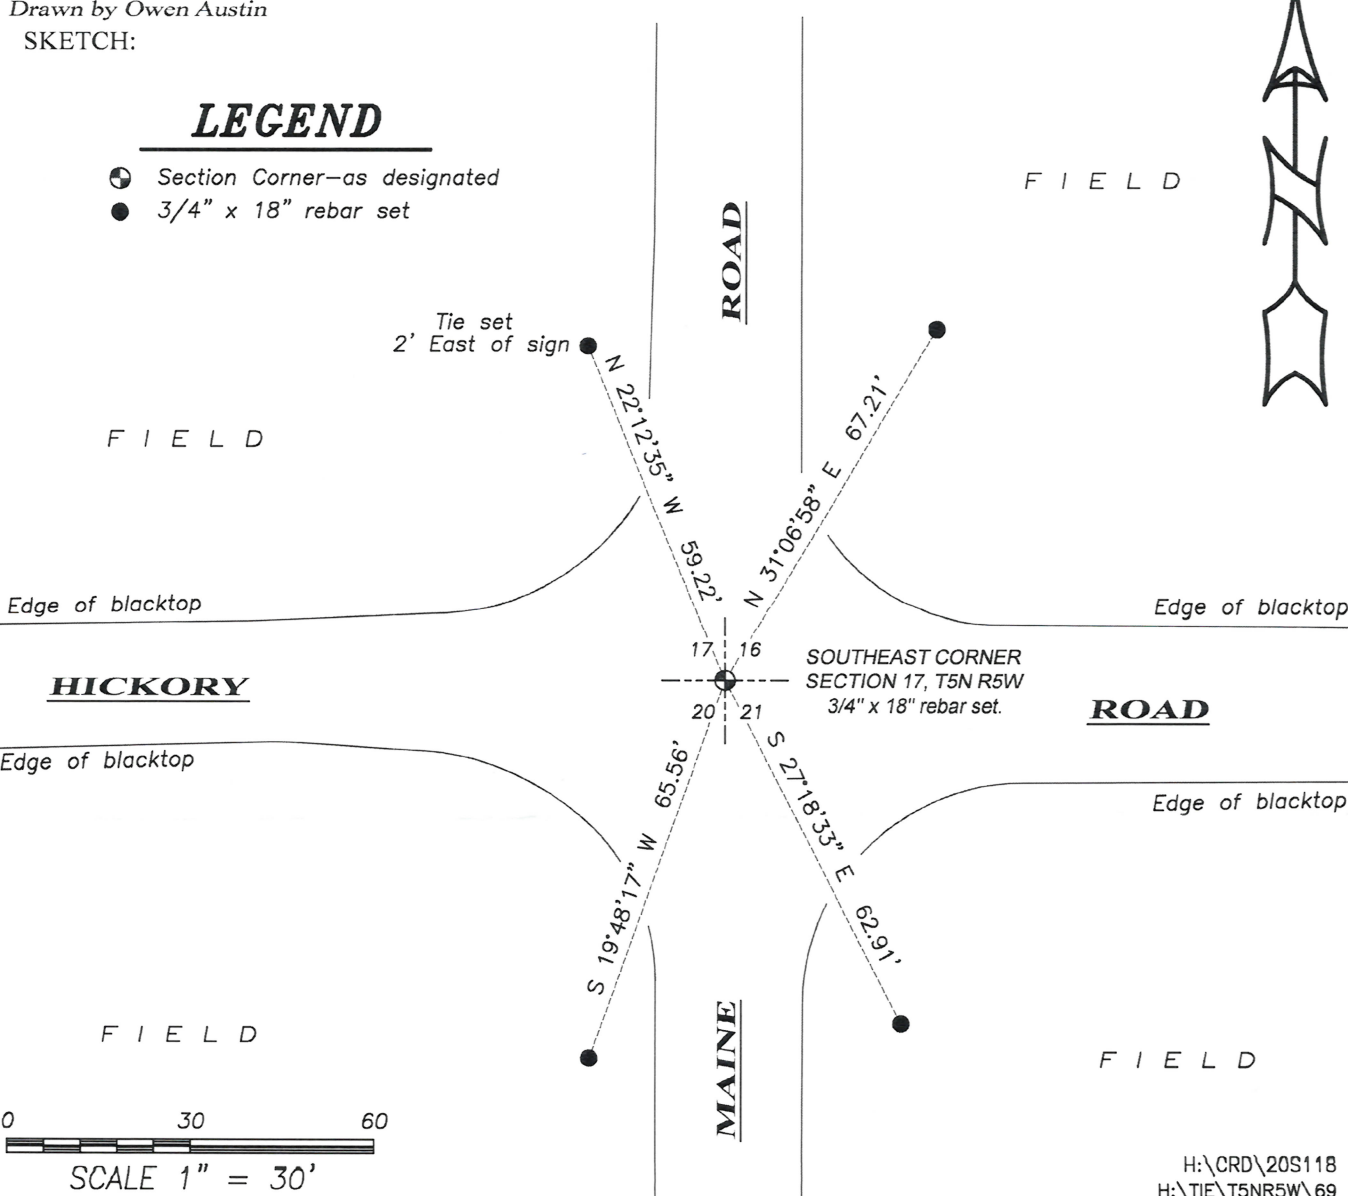 Drawn by Owen Austin
SKETCH:
LEGEND
Section Corner-as designated
3/4" x 18" rebar set
N
FIELD
ROAD
Tie set
2' East of sign
N 22°12'35" W 59.22'
N 31°06'58" E 67.21'
FIELD
Edge of blacktop
Edge of blacktop
17 16
SOUTHEAST CORNER
SECTION 17, T5N R5W
3/4" x 18" rebar set.
HICKORY
ROAD
20 21
Edge of blacktop
Edge of blacktop
S 19°48'17" W 65.56'
S 27°18'33" E 62.91'
FIELD
MAINE
FIELD
0 30 60
SCALE 1" = 30'
H:\CRD\20S118
H:\TIE\T5NR5W\69